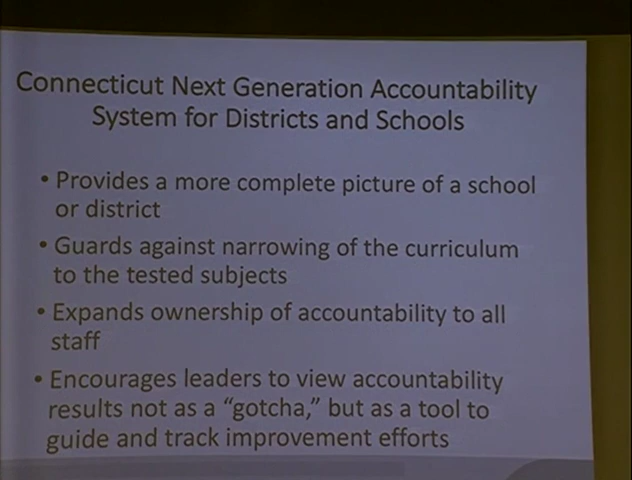 Connecticut Next Generation Accountability
System for Districts and Schools
• Provides a more complete picture of a school
or district
• Guards against narrowing of the curriculum
to the tested subjects
• Expands ownership of accountability to all
staff
• Encourages leaders to view accountability
results not as a “gotcha,” but as a tool to
guide and track improvement efforts